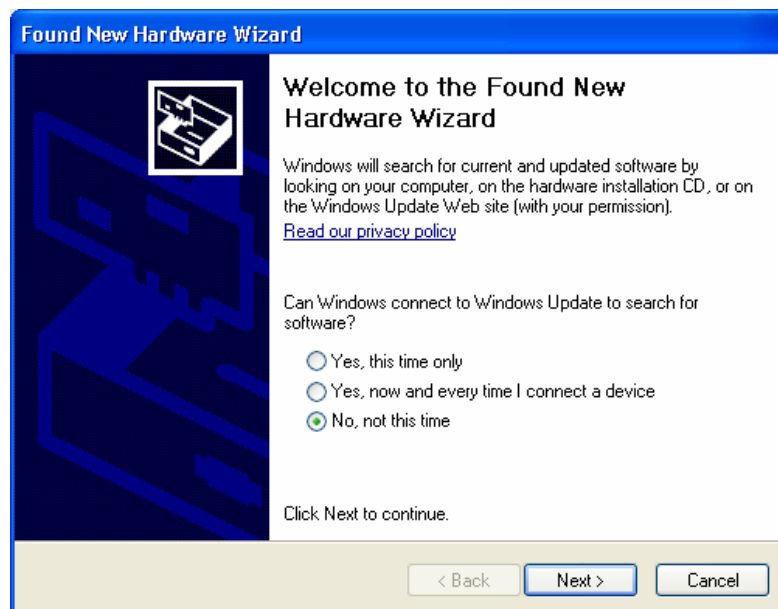 Found New Hardware Wizard
Welcome to the Found New
Hardware Wizard
Windows will search for current and updated software by
looking on your computer, on the hardware installation CD, or on
the Windows Update Web site (with your permission).
Read our privacy policy
Can Windows connect to Windows Update to search for
software?
Yes, this time only
Yes, now and every time I connect a device
No, not this time
Click Next to continue.
< Back
Next >
Cancel